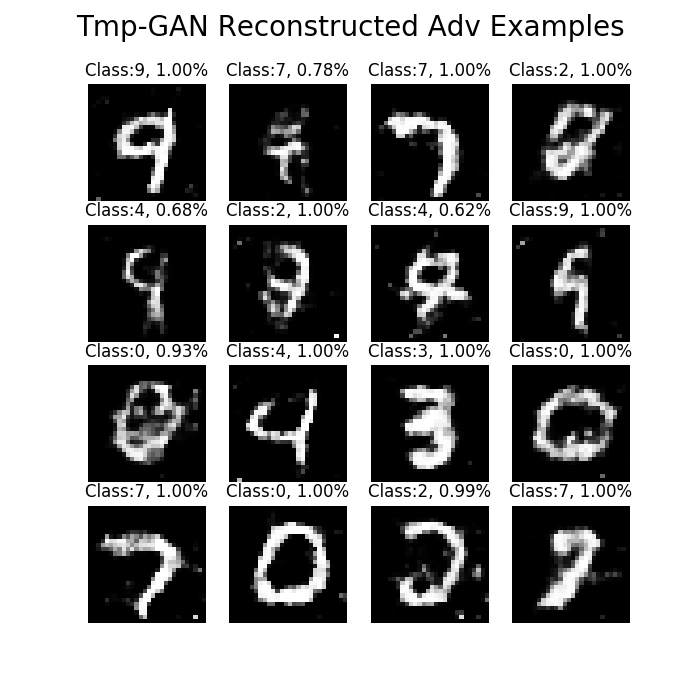 Tmp-GAN Reconstructed Adv Examples
Class:9, 1.00% Class:7, 0.78% Class:7, 1.00% Class:2, 1.00%
Class:4, 0.68% Class:2, 1.00% Class:4, 0.62% Class:9, 1.00%
Class:0, 0.93% Class:4, 1.00% Class:3, 1.00% Class:0, 1.00%
Class:7, 1.00% Class:0, 1.00% Class:2, 0.99% Class:7, 1.00%